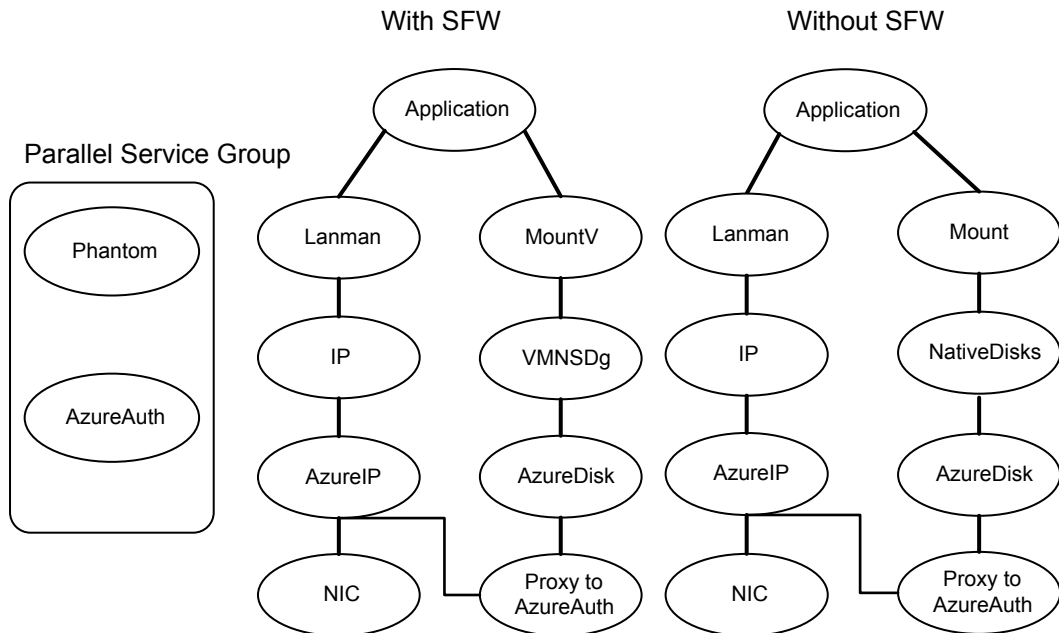 With SFW
Without SFW
Parallel Service Group
Phantom
AzureAuth
Application
Lanman
MountV
IP
VMNSDg
AzureIP
AzureDisk
NIC
Proxy to
AzureAuth
Application
Lanman
Mount
IP
NativeDisks
AzureIP
AzureDisk
NIC
Proxy to
AzureAuth